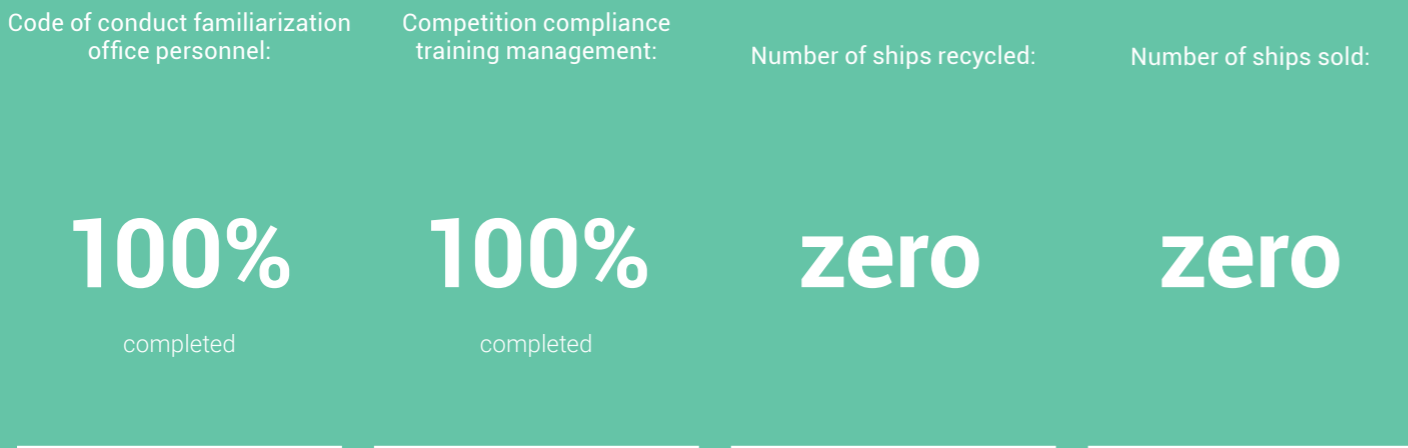 Code of conduct familiarization
office personnel:
100%
completed
Competition compliance
training management:
100%
completed
Number of ships recycled:
zero
Number of ships sold:
zero